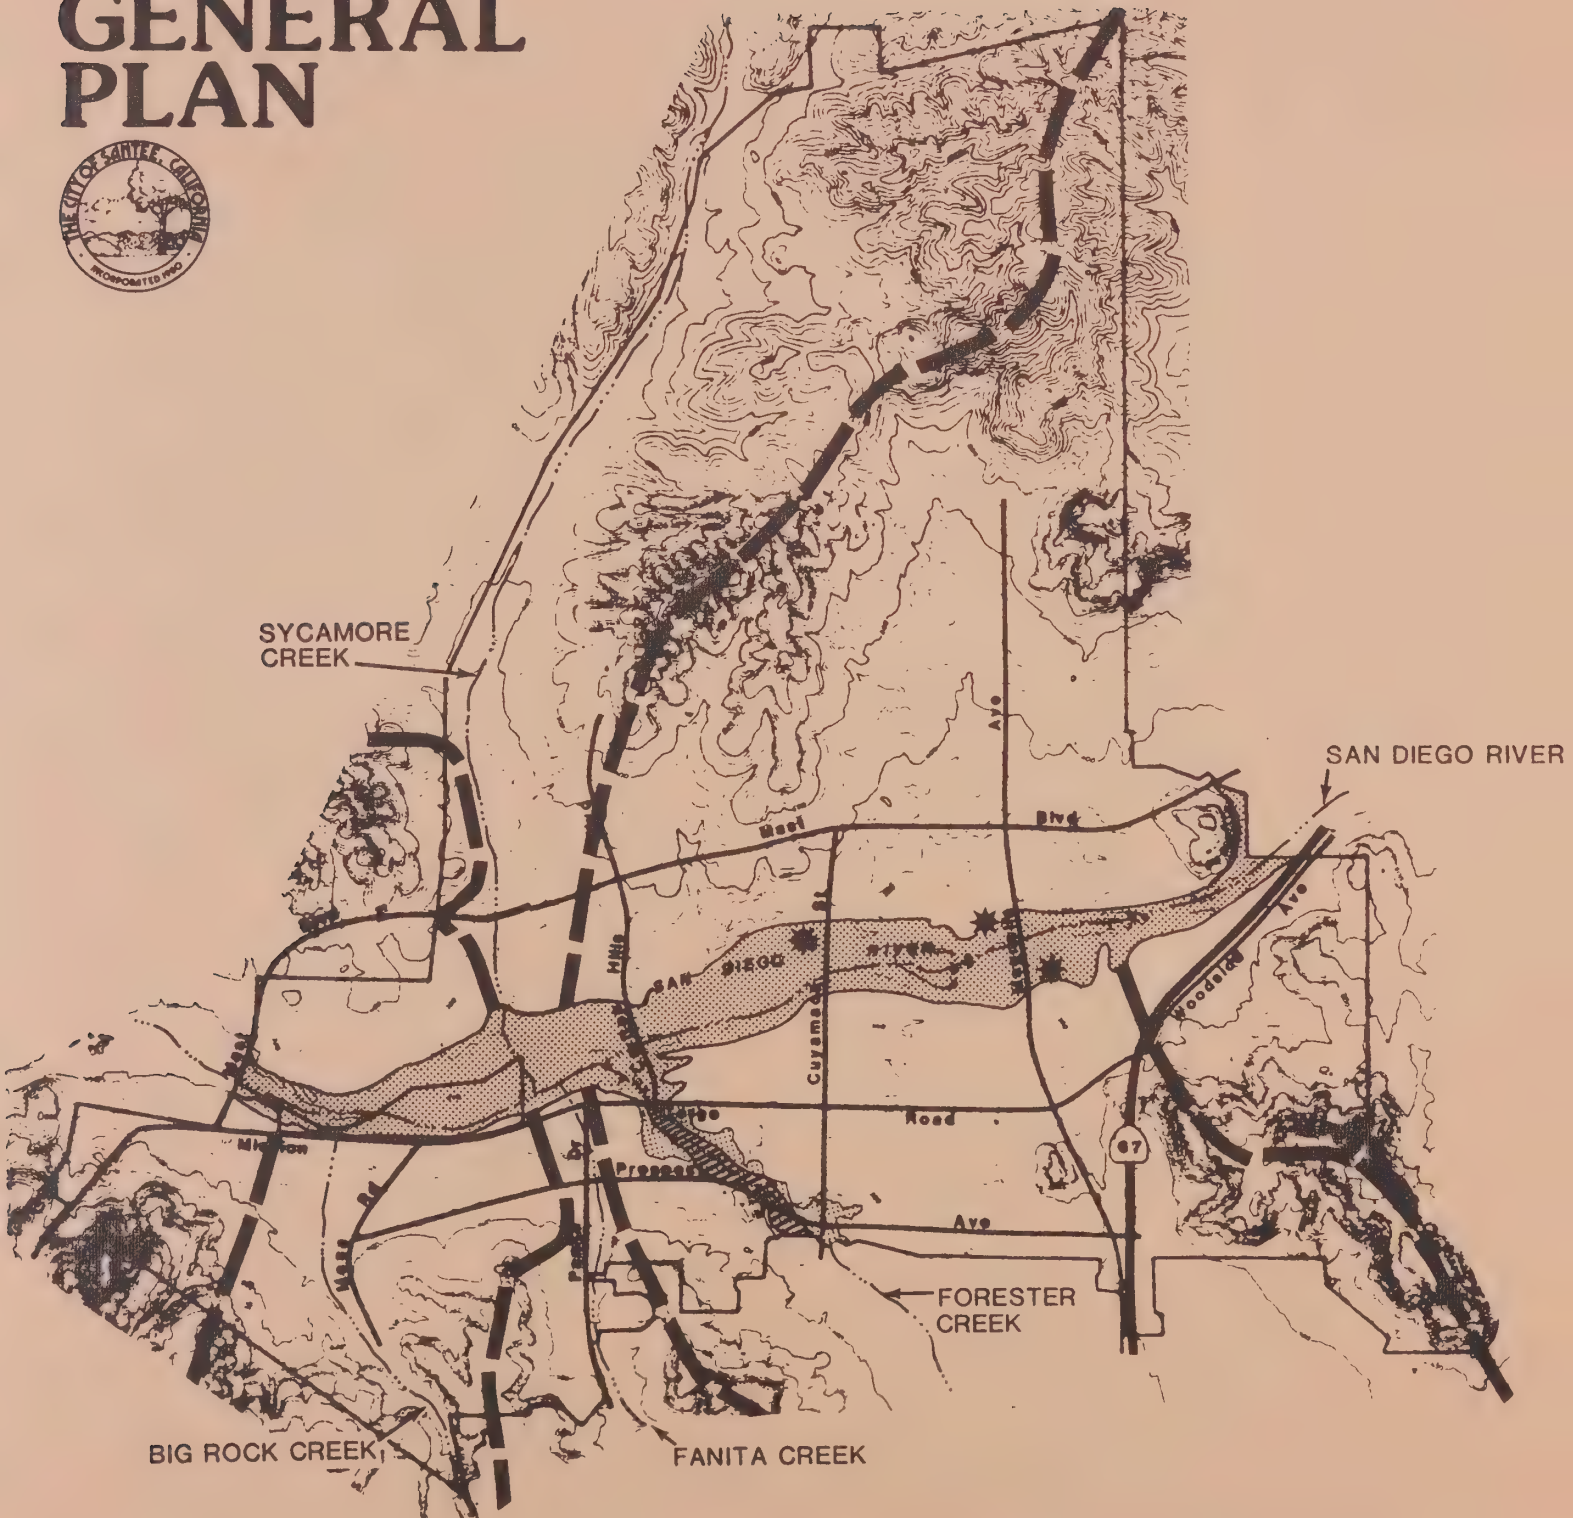 GENERAL
PLAN
THE CITY OF SANTEE, CALIFORNIA
INCORPORATED 1980
SYCAMORE
CREEK
Ave
SAN DIEGO RIVER
Mast
Blvd
St
Ave
Hills
SAN DIEGO RIVER
Woodside
Cuyamaca
Mast
Road
Mission
67
Dr
Prospect
Rd
Ave
Mesa
FORESTER
CREEK
BIG ROCK CREEK
FANITA CREEK